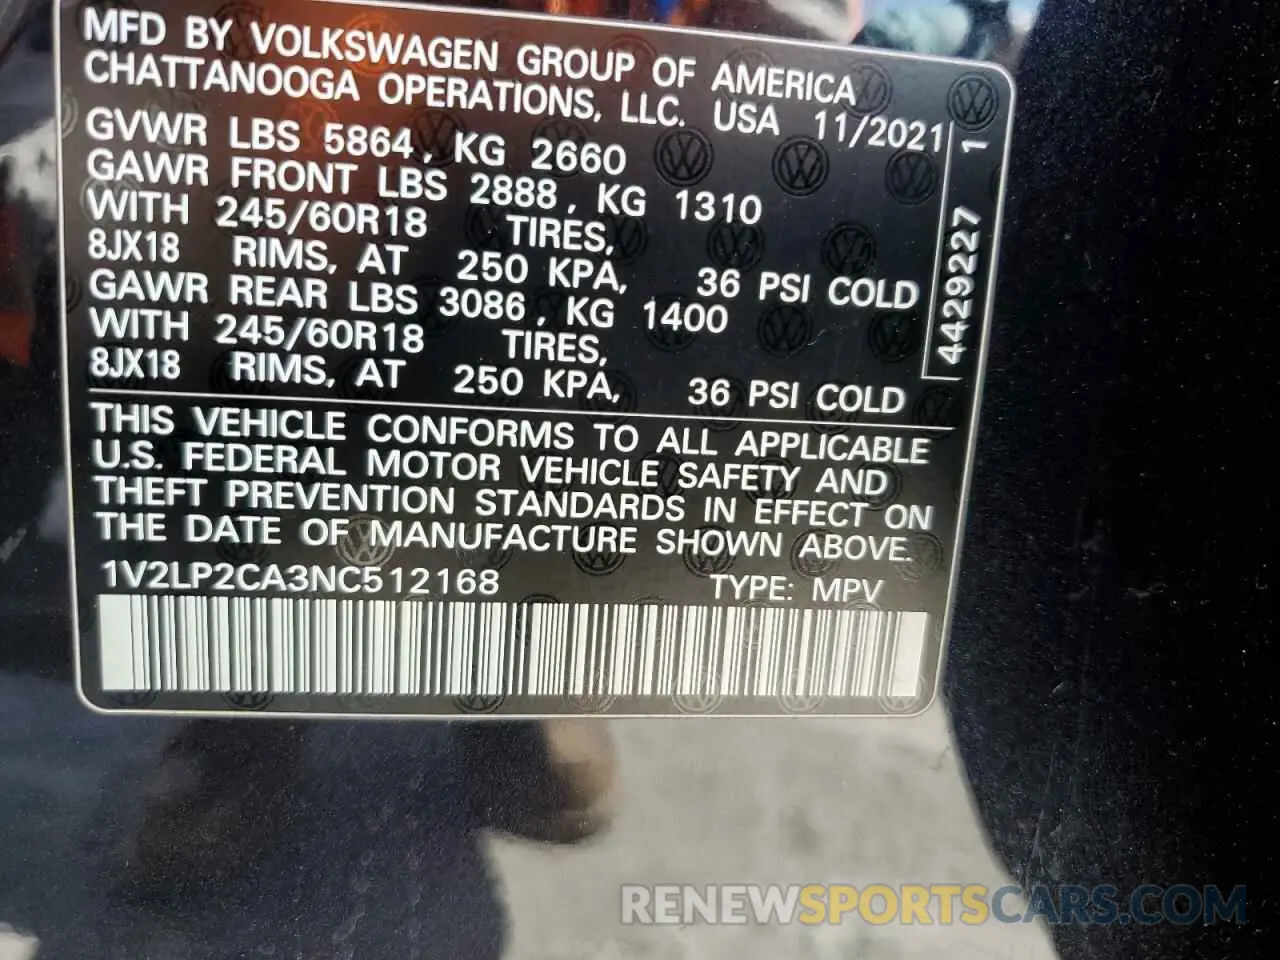 MFD BY VOLKSWAGEN GROUP OF AMERICA
CHATTANOOGA OPERATIONS, LLC. USA 11/2021
GVWR LBS 5864, KG 2660
GAWR FRONT LBS 2888, KG 1310
WITH 245/60R18 TIRES,
8JX18 RIMS, AT 250 KPA, 36 PSI COLD
GAWR REAR LBS 3086, KG 1400
WITH 245/60R18 TIRES,
8JX18 RIMS, AT 250 KPA, 36 PSI COLD
4429227 1
THIS VEHICLE CONFORMS TO ALL APPLICABLE
U.S. FEDERAL MOTOR VEHICLE SAFETY AND
THEFT PREVENTION STANDARDS IN EFFECT ON
THE DATE OF MANUFACTURE SHOWN ABOVE.
1V2LP2CA3NC512168 TYPE: MPV
RENEWSPORTSCARS.COM